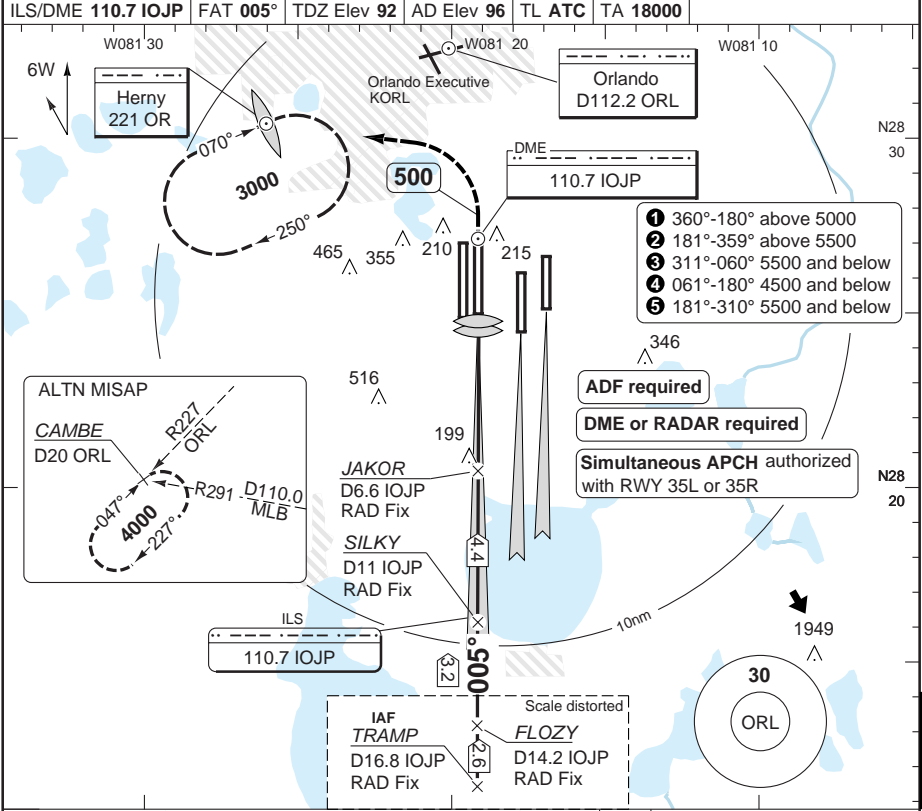 ILS/DME 110.7 IOJP FAT 005° TDZ Elev 92 AD Elev 96 TL ATC TA 18000
W081 30
W081 20
W081 10
6W
Herny
221 OR
Orlando Executive
KORL
Orlando
D112.2 ORL
N28
30
070°
3000
250°
500
DME
110.7 IOJP
465
355
210
215
1 360°-180° above 5000
2 181°-359° above 5500
3 311°-060° 5500 and below
4 061°-180° 4500 and below
5 181°-310° 5500 and below
346
516
ALTN MISAP
CAMBE
D20 ORL
R227
ORL
R291
D110.0
MLB
047°
4000
227°
ADF required
DME or RADAR required
Simultaneous APCH authorized
with RWY 35L or 35R
199
JAKOR
D6.6 IOJP
RAD Fix
N28
20
SILKY
D11 IOJP
RAD Fix
4.4
ILS
110.7 IOJP
10nm
1949
005°
3.2
30
ORL
Scale distorted
IAF
TRAMP
D16.8 IOJP
RAD Fix
2.6
FLOZY
D14.2 IOJP
RAD Fix